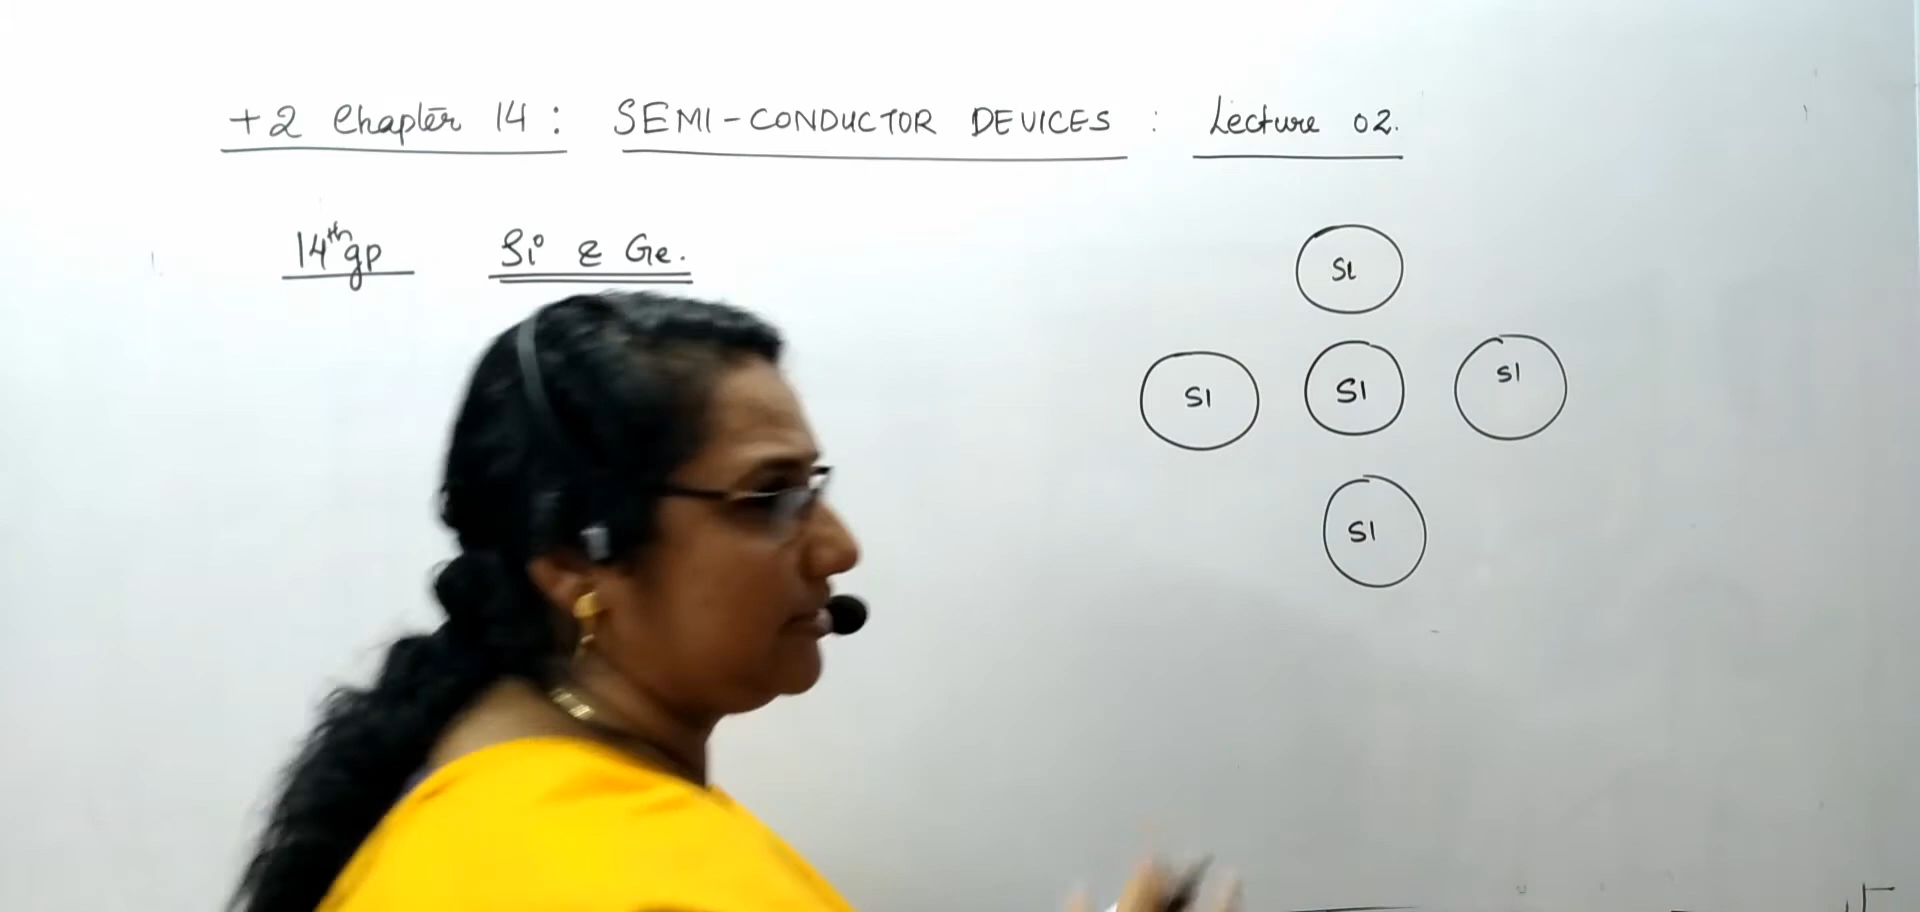 +2 Chapter 14 : SEMI-CONDUCTOR DEVICES : Lecture 02.
14th gp Si & Ge.
Si
Si Si Si
Si